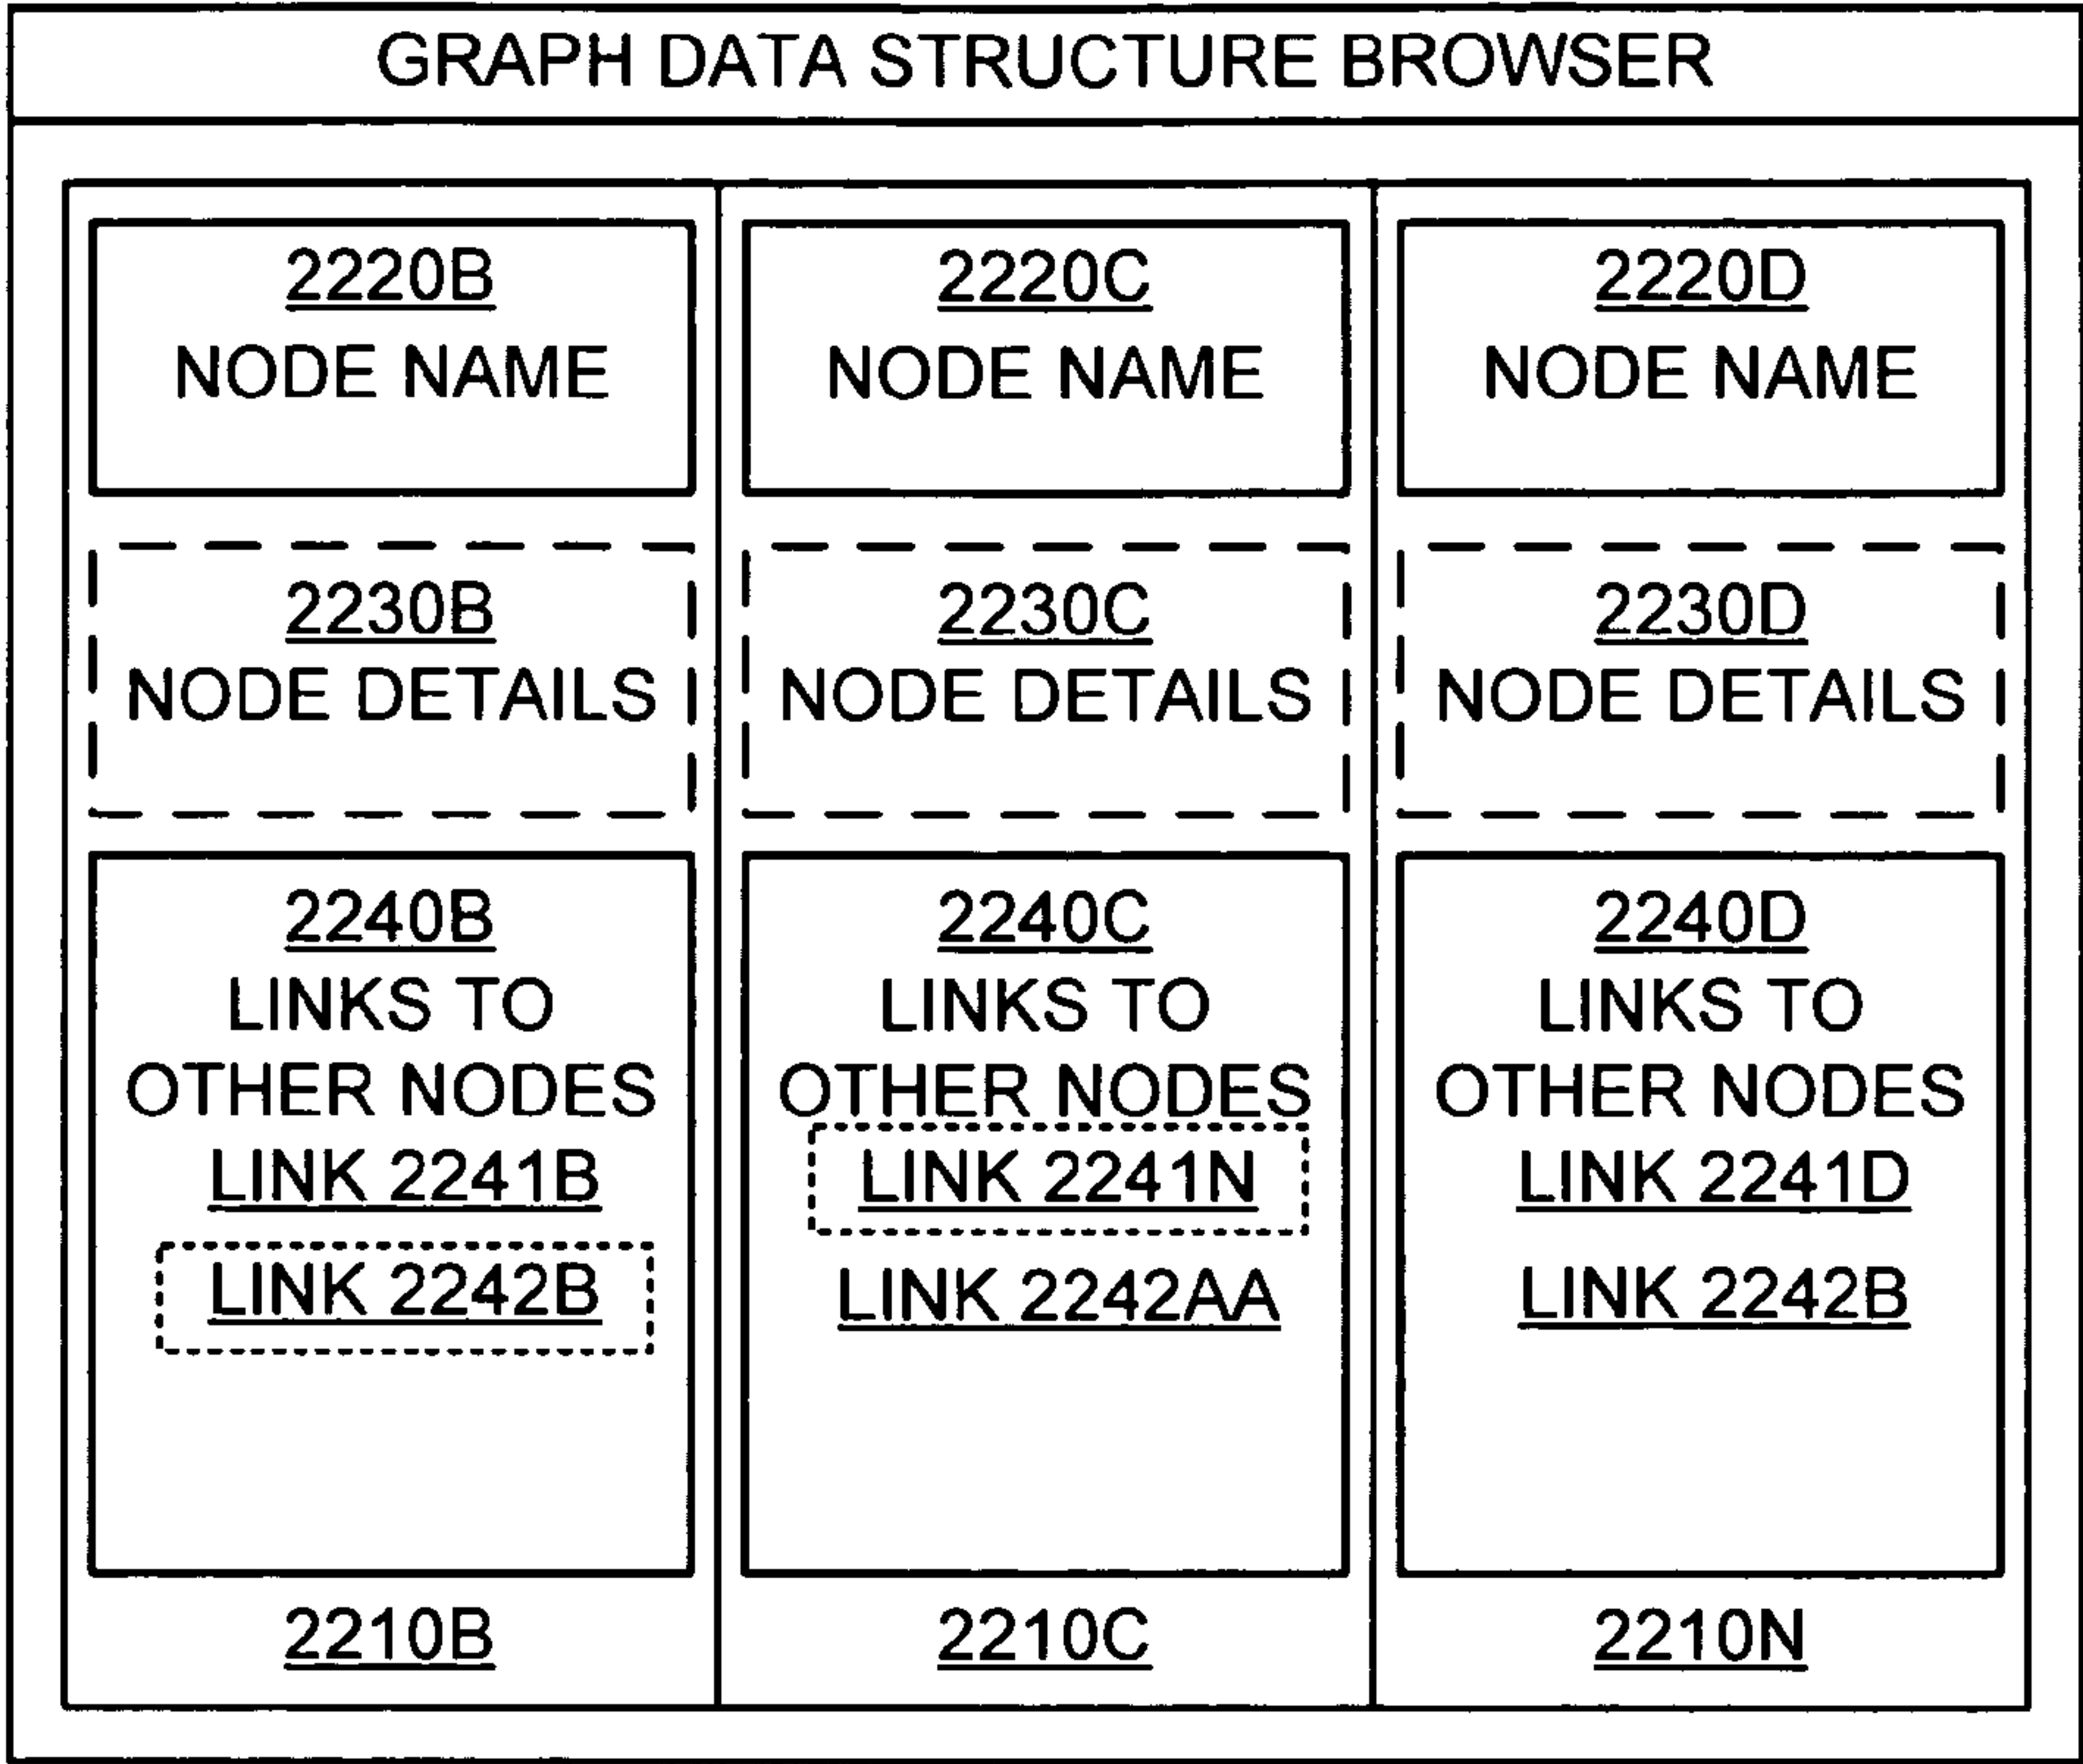 GRAPH DATA STRUCTURE BROWSER
2220B
NODE NAME
2230B
NODE DETAILS
2240B
LINKS TO
OTHER NODES
LINK 2241B
LINK 2242B
2210B
2220C
NODE NAME
2230C
NODE DETAILS
2240C
LINKS TO
OTHER NODES
LINK 2241N
LINK 2242AA
2210C
2220D
NODE NAME
2230D
NODE DETAILS
2240D
LINKS TO
OTHER NODES
LINK 2241D
LINK 2242B
2210N